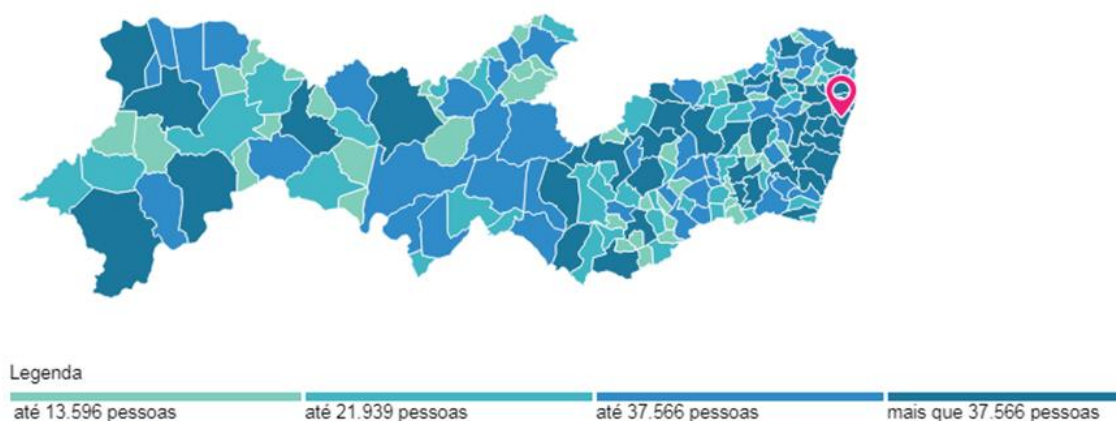 Legenda
até 13.596 pessoas
até 21.939 pessoas
até 37.566 pessoas
mais que 37.566 pessoas